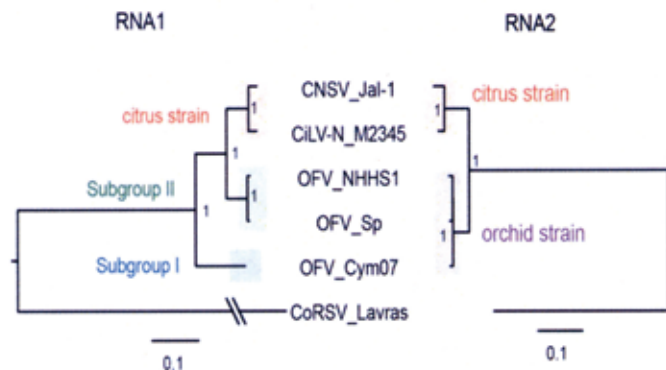 RNA1
RNA2
CNSV_Jal-1
citrus strain
1
1
citrus strain
CiLV-N_M2345
1
1
OFV_NHHS1
Subgroup II
1
1
OFV_Sp
1
orchid strain
Subgroup I
OFV_Cym07
CoRSV_Lavras
0.1
0.1